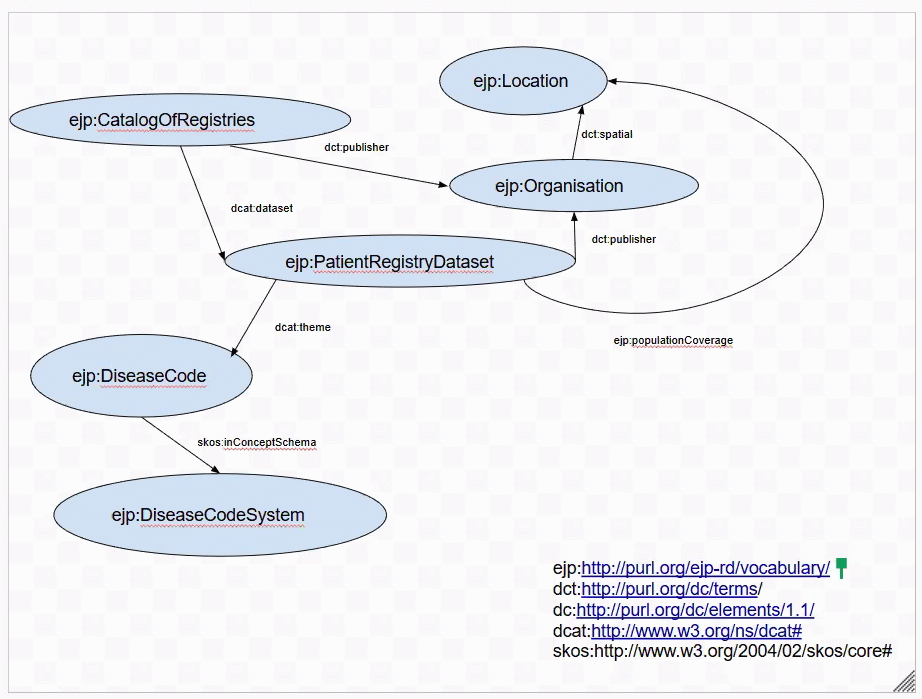 ejp:Location
ejp:CatalogOfRegistries
dct:spatial
dct:publisher
ejp:Organisation
dcat:dataset
dct:publisher
ejp:PatientRegistryDataset
dcat:theme
ejp:populationCoverage
ejp:DiseaseCode
skos:inConceptSchema
ejp:DiseaseCodeSystem
ejp:http://purl.org/ejp-rd/vocabulary/
dct:http://purl.org/dc/terms/
dc:http://purl.org/dc/elements/1.1/
dcat:http://www.w3.org/ns/dcat#
skos:http://www.w3.org/2004/02/skos/core#